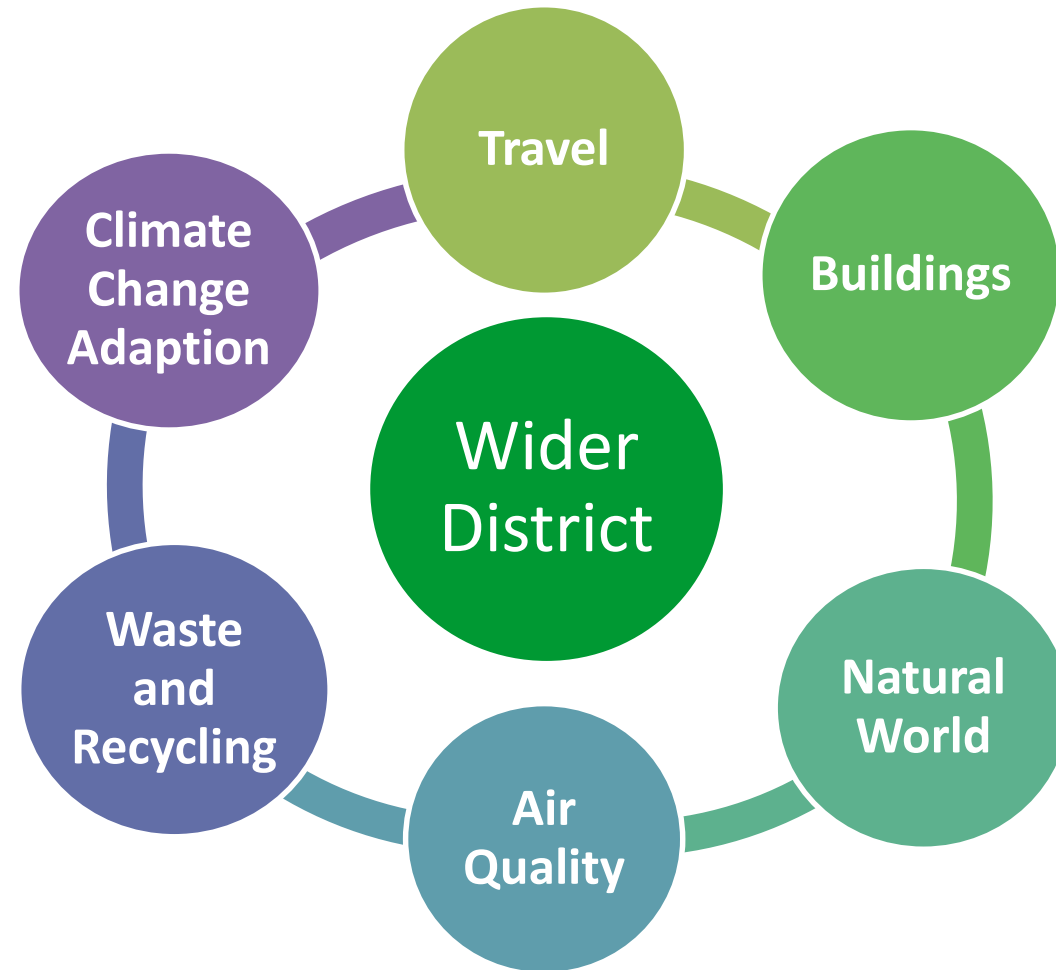 Travel
Buildings
Natural
World
Air
Quality
Waste
and
Recycling
Climate
Change
Adaption
Wider
District